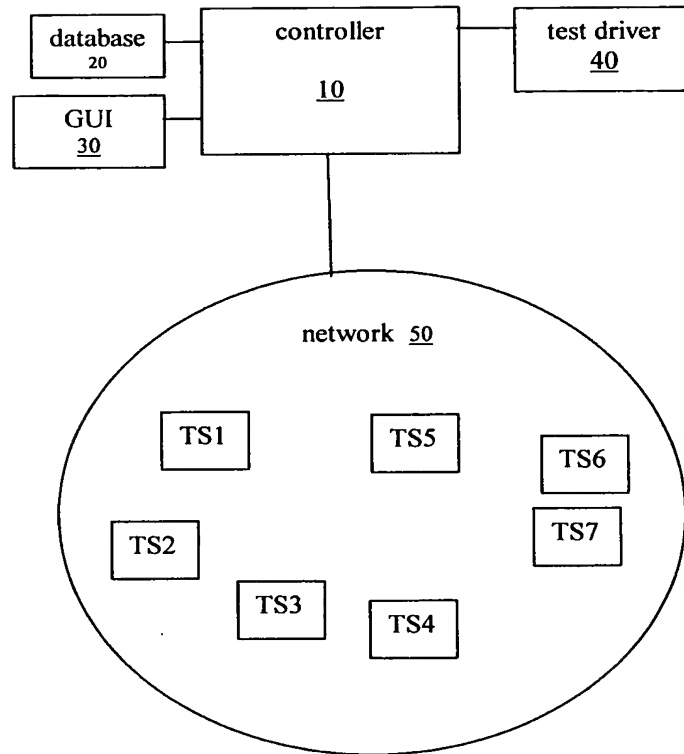 database
20
controller
10
test driver
40
GUI
30
network 50
TS1
TS5
TS6
TS2
TS7
TS3
TS4